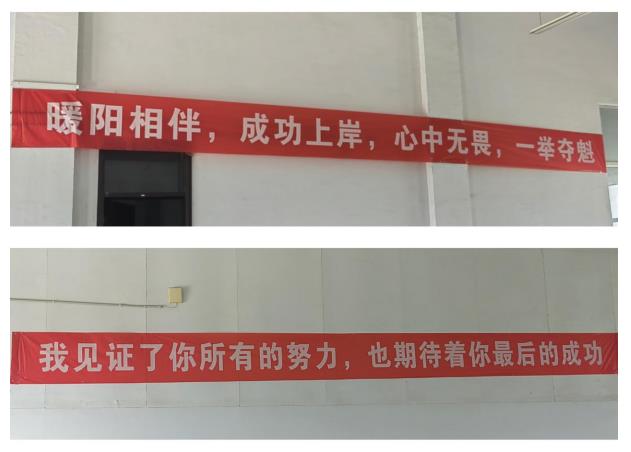 暖阳相伴，成功上岸，心中无畏，一举夺魁
我见证了你所有的努力，也期待着你最后的成功